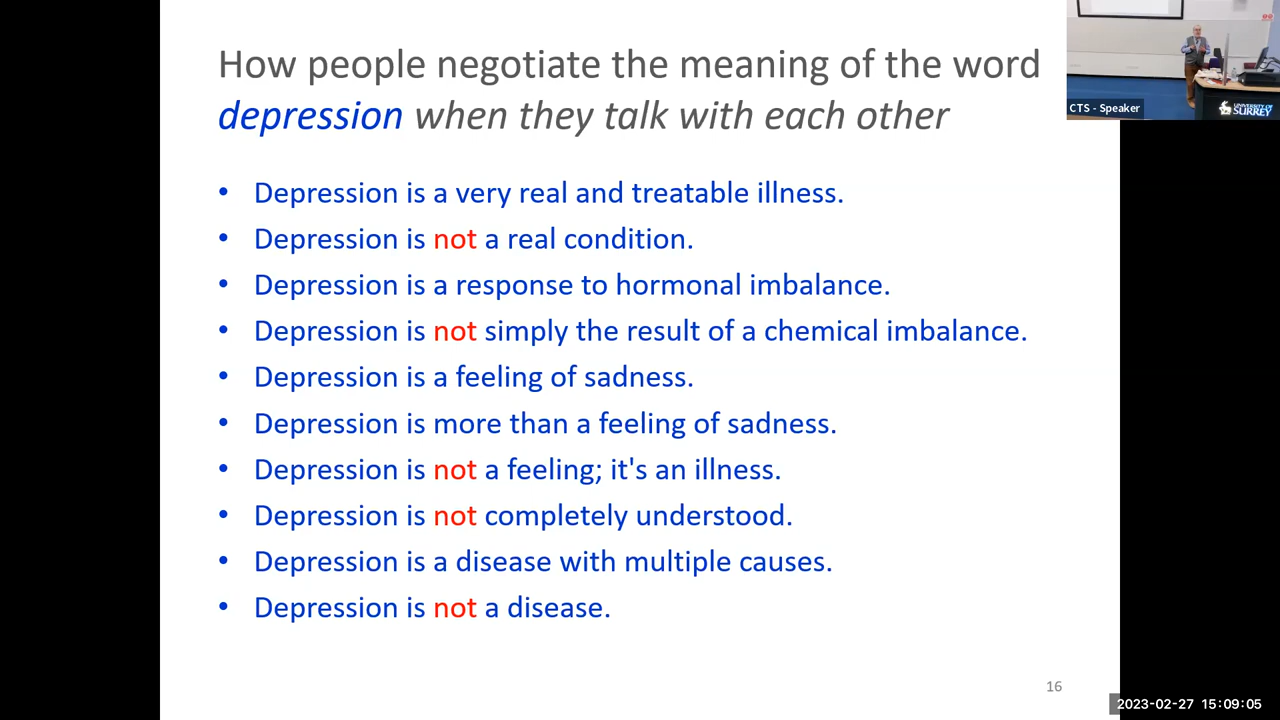 How people negotiate the meaning of the word
depression when they talk with each other
• Depression is a very real and treatable illness.
• Depression is not a real condition.
• Depression is a response to hormonal imbalance.
• Depression is not simply the result of a chemical imbalance.
• Depression is a feeling of sadness.
• Depression is more than a feeling of sadness.
• Depression is not a feeling; it's an illness.
• Depression is not completely understood.
• Depression is a disease with multiple causes.
• Depression is not a disease.
16
CTS - Speaker
UNIVERSITY OF
SURREY
2023-02-27 15:09:05